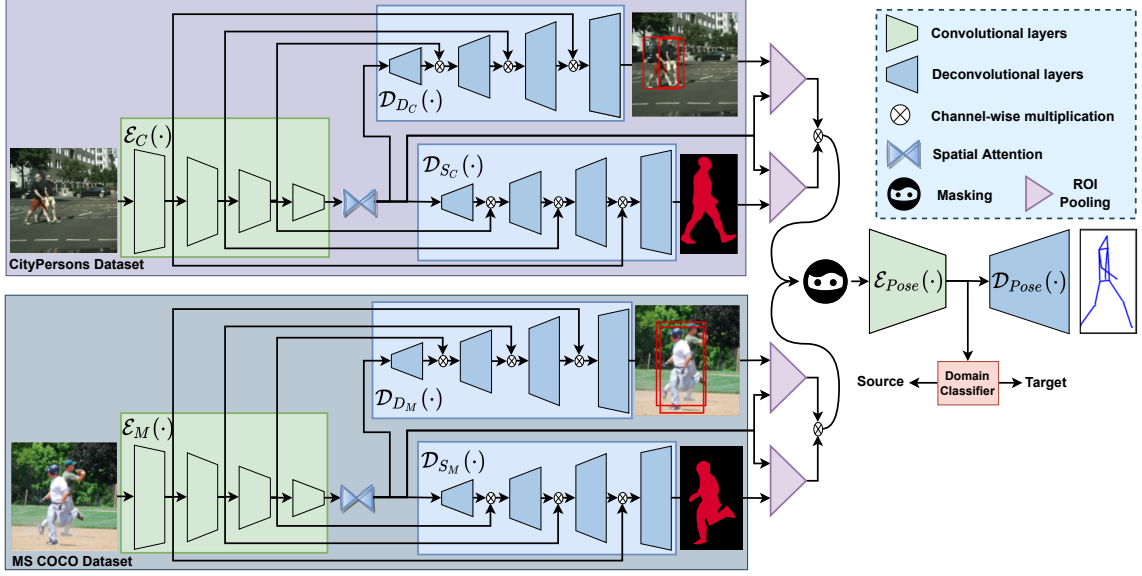 Convolutional layers
Deconvolutional layers
Channel-wise multiplication
Spatial Attention
Masking
ROI
Pooling
𝓔_C(·)
𝓓_{D_C}(·)
𝓓_{S_C}(·)
CityPersons Dataset
𝓔_{Pose}(·)
𝓓_{Pose}(·)
Source
Domain
Classifier
Target
𝓔_M(·)
𝓓_{D_M}(·)
𝓓_{S_M}(·)
MS COCO Dataset